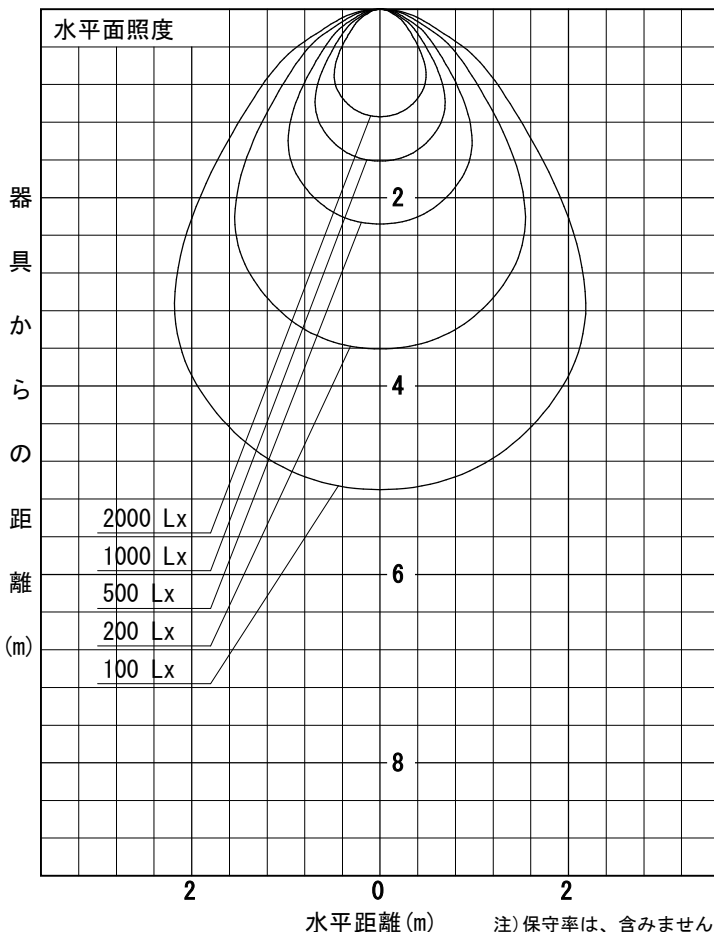 水平面照度
器具からの距離(m)
2
4
6
8
2000 Lx
1000 Lx
500 Lx
200 Lx
100 Lx
2
0
2
水平距離(m)
注)保守率は、含みません